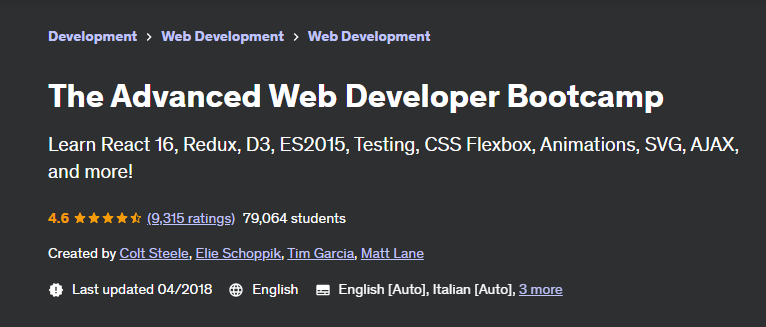 Development > Web Development > Web Development
The Advanced Web Developer Bootcamp
Learn React 16, Redux, D3, ES2015, Testing, CSS Flexbox, Animations, SVG, AJAX,
and more!
4.6 (9,315 ratings) 79,064 students
Created by Colt Steele, Elie Schoppik, Tim Garcia, Matt Lane
Last updated 04/2018 English English [Auto], Italian [Auto], 3 more